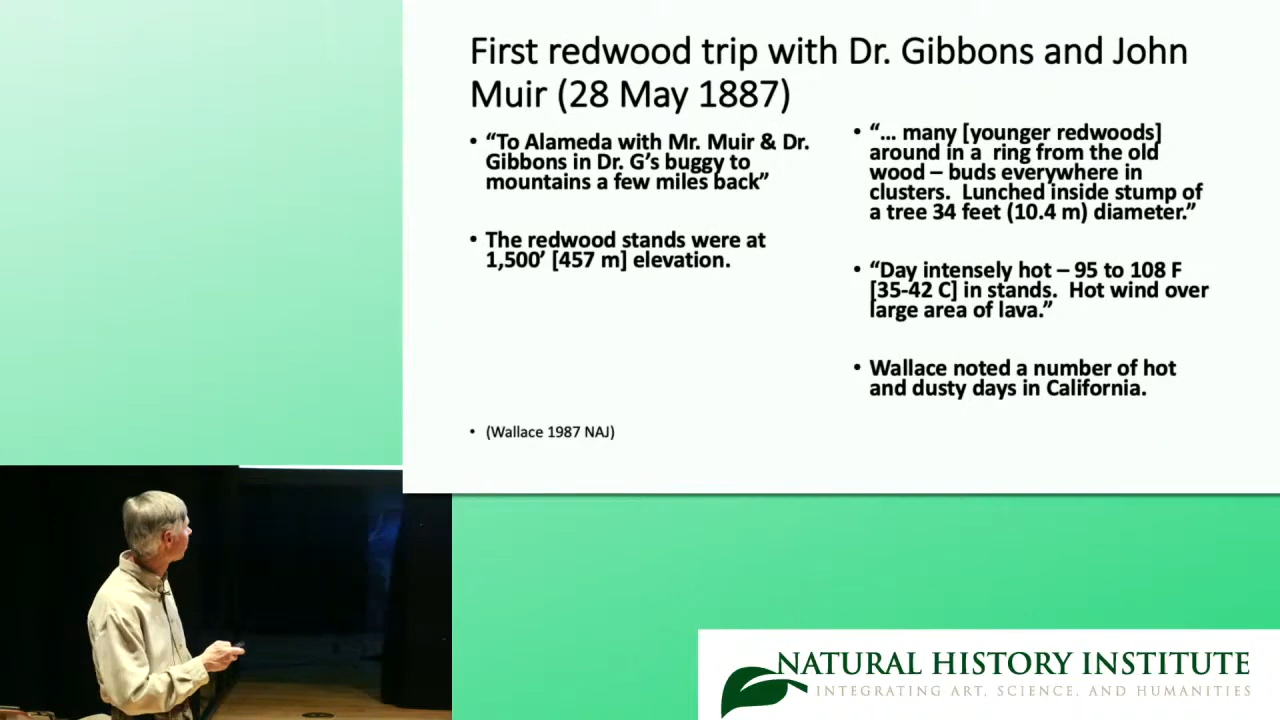 First redwood trip with Dr. Gibbons and John
Muir (28 May 1887)
• “To Alameda with Mr. Muir & Dr.
Gibbons in Dr. G’s buggy to
mountains a few miles back”
• The redwood stands were at
1,500’ [457 m] elevation.
• (Wallace 1987 NAJ)
• “… many [younger redwoods]
around in a ring from the old
wood – buds everywhere in
clusters. Lunched inside stump of
a tree 34 feet (10.4 m) diameter.”
• “Day intensely hot – 95 to 108 F
[35-42 C] in stands. Hot wind over
large area of lava.”
• Wallace noted a number of hot
and dusty days in California.
NATURAL HISTORY INSTITUTE
INTEGRATING ART, SCIENCE, AND HUMANITIES